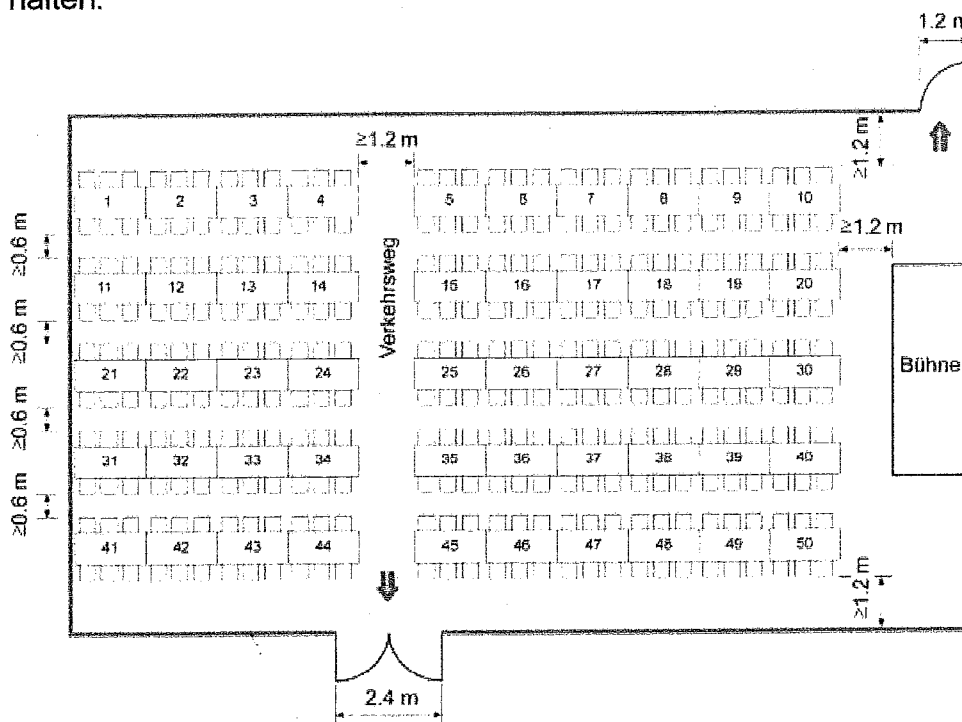 halten.
1.2 m
≥1.2 m
≥1.2 m
1 2 3 4 5 6 7 8 9 10
≥0.6 m
≥1.2 m
Verkehrsweg
11 12 13 14 15 16 17 18 19 20
≥0.6 m
21 22 23 24 25 26 27 28 29 30
Bühne
≥0.6 m
31 32 33 34 35 36 37 38 39 40
≥0.6 m
41 42 43 44 45 46 47 48 49 50
≥1.2 m
2.4 m